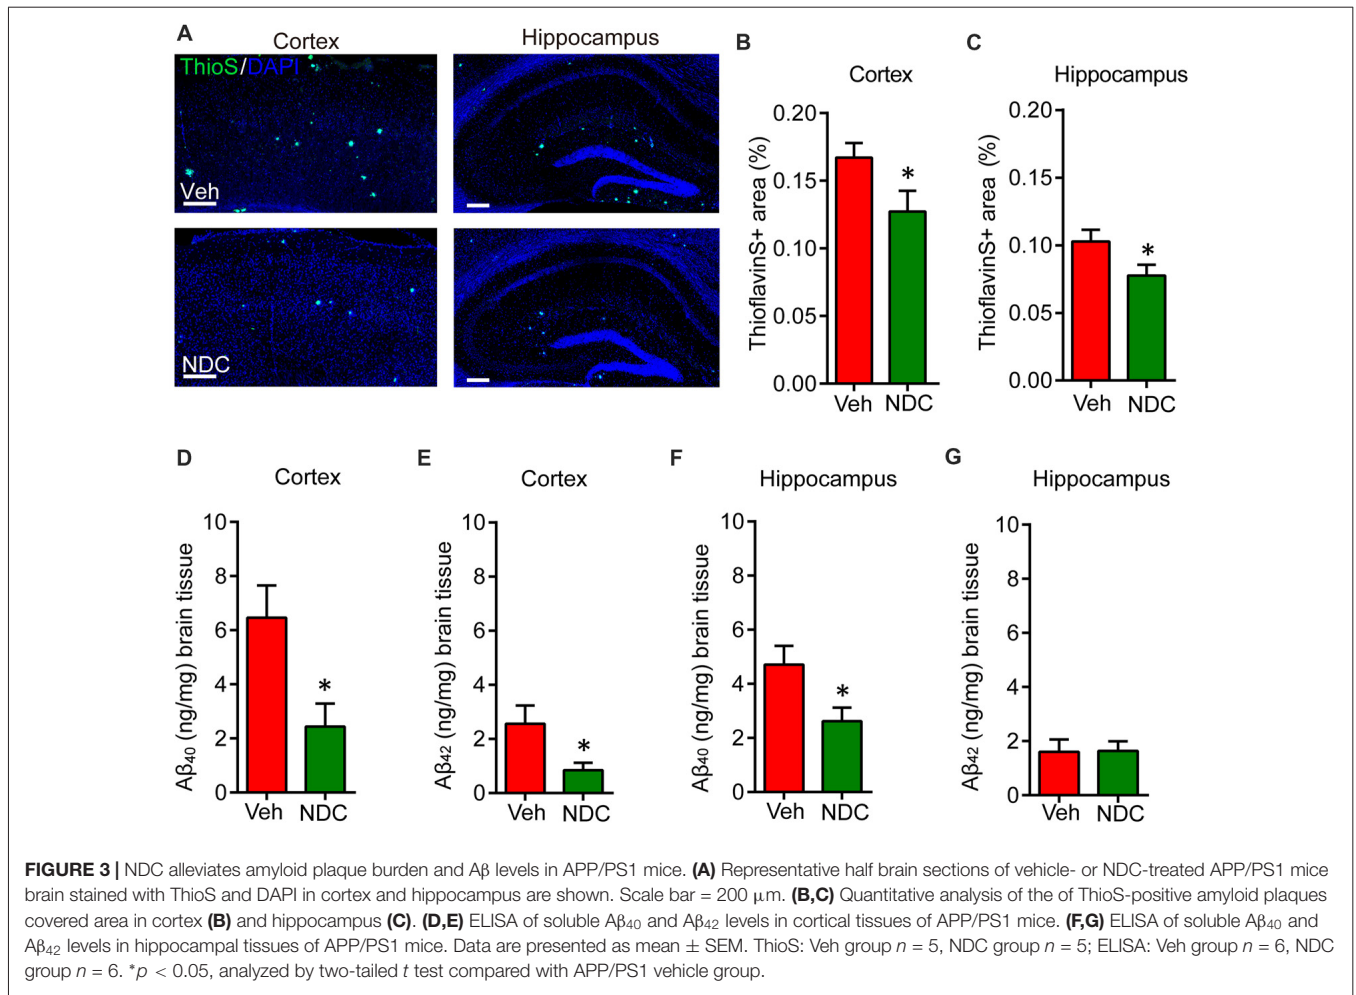 A
Cortex
Hippocampus
ThioS/DAPI
Veh
NDC
B
Cortex
ThioflavinS+ area (%)
0.20
0.15
0.10
0.05
0.00
*
Veh NDC
C
Hippocampus
ThioflavinS+ area (%)
0.20
0.15
0.10
0.05
0.00
*
Veh NDC
D
Cortex
Aβ40 (ng/mg) brain tissue
10
8
6
4
2
0
*
Veh NDC
E
Cortex
Aβ42 (ng/mg) brain tissue
10
8
6
4
2
0
*
Veh NDC
F
Hippocampus
Aβ40 (ng/mg) brain tissue
10
8
6
4
2
0
*
Veh NDC
G
Hippocampus
Aβ42 (ng/mg) brain tissue
10
8
6
4
2
0
Veh NDC
FIGURE 3 | NDC alleviates amyloid plaque burden and Aβ levels in APP/PS1 mice. (A) Representative half brain sections of vehicle- or NDC-treated APP/PS1 mice
brain stained with ThioS and DAPI in cortex and hippocampus are shown. Scale bar = 200 μm. (B,C) Quantitative analysis of the of ThioS-positive amyloid plaques
covered area in cortex (B) and hippocampus (C). (D,E) ELISA of soluble Aβ40 and Aβ42 levels in cortical tissues of APP/PS1 mice. (F,G) ELISA of soluble Aβ40 and
Aβ42 levels in hippocampal tissues of APP/PS1 mice. Data are presented as mean ± SEM. ThioS: Veh group n = 5, NDC group n = 5; ELISA: Veh group n = 6, NDC
group n = 6. *p < 0.05, analyzed by two-tailed t test compared with APP/PS1 vehicle group.